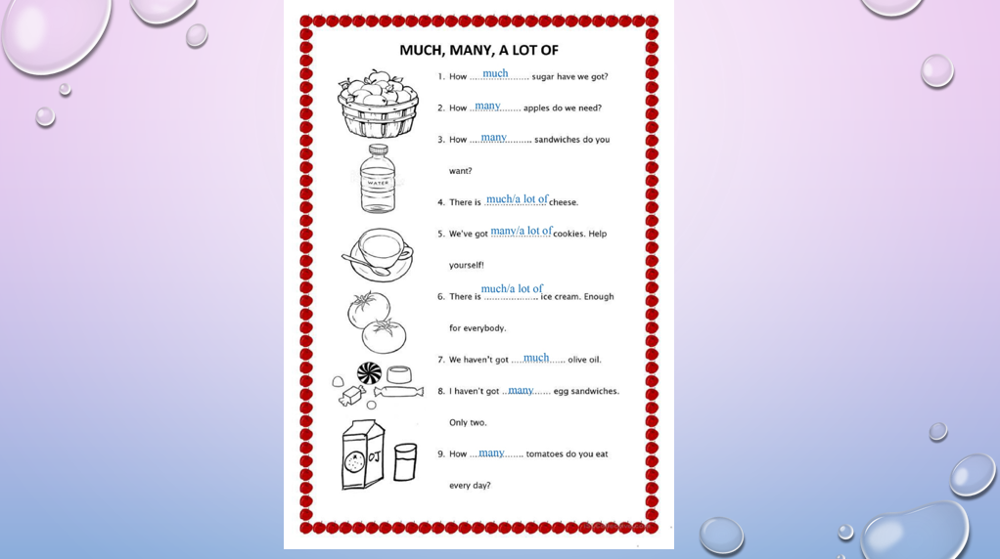 MUCH, MANY, A LOT OF
1. How ....much.......... sugar have we got?
2. How ..many......... apples do we need?
3. How ....many.......... sandwiches do you
want?
WATER
4. There is much/a lot of cheese.
5. We've got many/a lot of cookies. Help
yourself!
6. There is much/a lot of ice cream. Enough
for everybody.
7. We haven't got .....much..... olive oil.
8. I haven't got ..many....... egg sandwiches.
Only two.
OJ
9. How ....many....... tomatoes do you eat
every day?